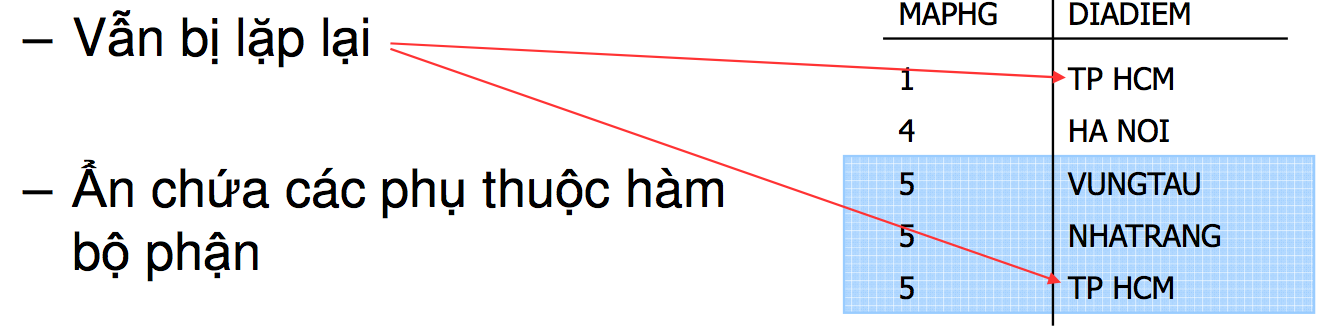 – Vẫn bị lặp lại
– Ẩn chứa các phụ thuộc hàm
bộ phận
MAPHG DIADIEM
1 TP HCM
4 HA NOI
5 VUNGTAU
5 NHATRANG
5 TP HCM